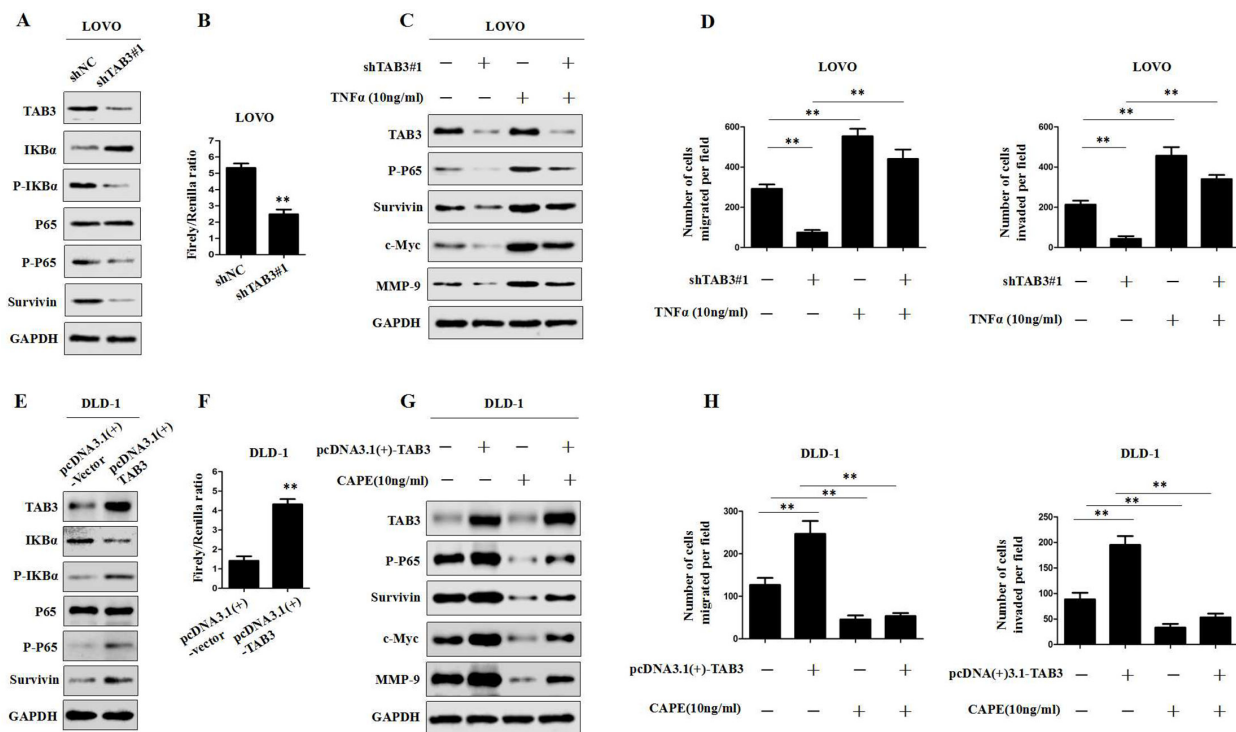 A
LOVO
shNC
shTAB3#1
TAB3
IKBα
P-IKBα
P65
P-P65
Survivin
GAPDH
B
LOVO
Firely/Renilla ratio
7
6
5
4
3
2
1
0
**
shNC
shTAB3#1
C
LOVO
shTAB3#1 — + — +
TNFα (10ng/ml) — — + +
TAB3
P-P65
Survivin
c-Myc
MMP-9
GAPDH
D
LOVO
Number of cells
migrated per field
600
400
200
0
**
**
**
shTAB3#1 — + — +
TNFα (10ng/ml) — — + +
LOVO
Number of cells
invaded per field
600
400
200
0
**
**
**
shTAB3#1 — + — +
TNFα (10ng/ml) — — + +
E
DLD-1
pcDNA3.1(+)
-Vector
pcDNA3.1(+)
-TAB3
TAB3
IKBα
P-IKBα
P65
P-P65
Survivin
GAPDH
F
DLD-1
Firely/Renilla ratio
6
5
4
3
2
1
0
**
pcDNA3.1(+)
-vector
pcDNA3.1(+)
-TAB3
G
DLD-1
pcDNA3.1(+)-TAB3 — + — +
CAPE(10ng/ml) — — + +
TAB3
P-P65
Survivin
c-Myc
MMP-9
GAPDH
H
DLD-1
Number of cells
migrated per field
300
200
100
0
**
**
**
pcDNA3.1(+)-TAB3 — + — +
CAPE(10ng/ml) — — + +
DLD-1
Number of cells
invaded per field
250
200
150
100
50
0
**
**
**
pcDNA(+)3.1-TAB3 — + — +
CAPE(10ng/ml) — — + +